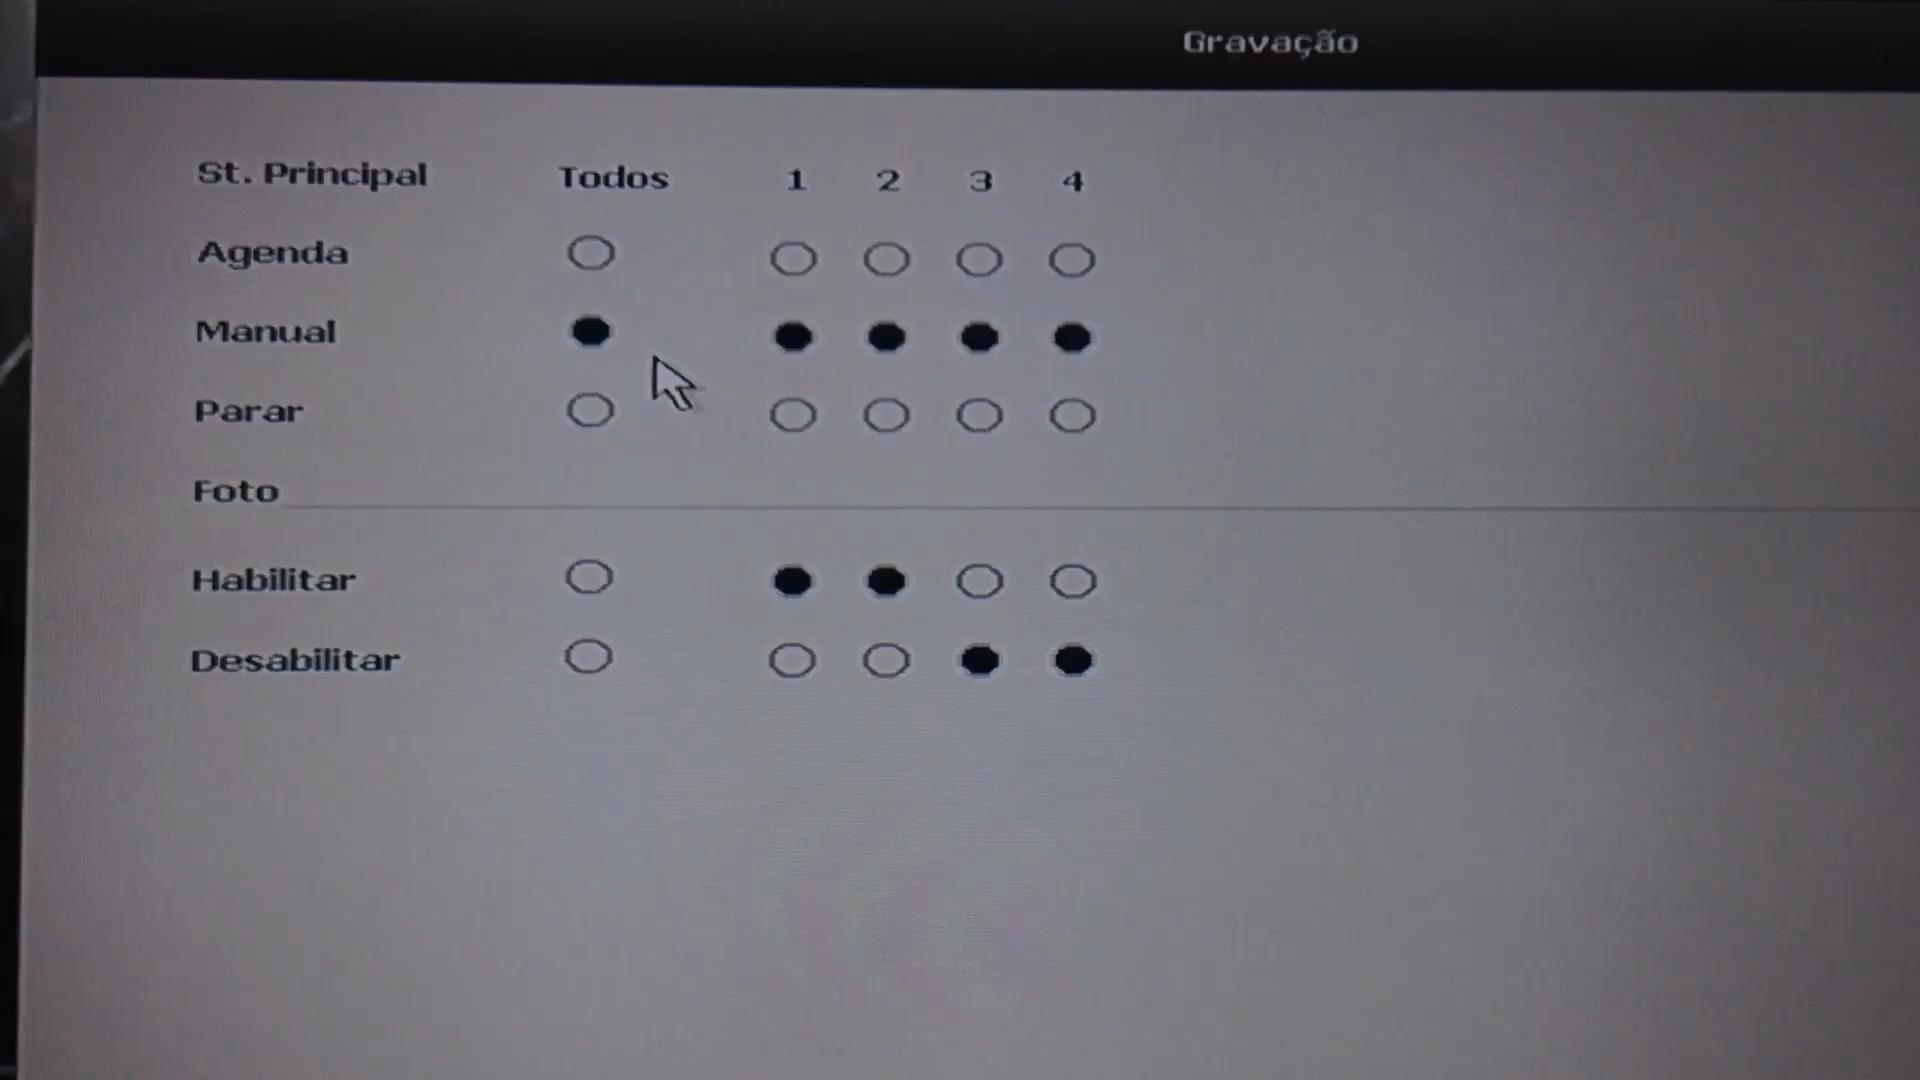 Gravação
St. Principal Todos 1 2 3 4
Agenda
Manual
Parar
Foto
Habilitar
Desabilitar